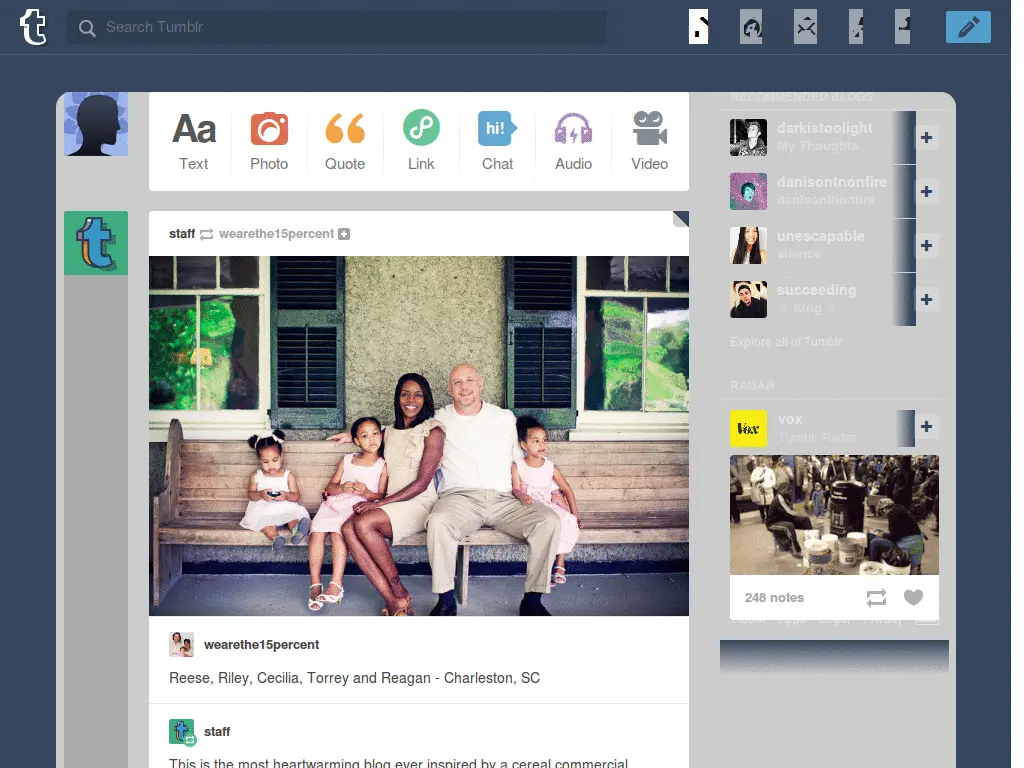 t
Search Tumblr
RECOMMENDED BLOGS
Aa
hi!
Text
Photo
Quote
Link
Chat
Audio
Video
darkistoolight
My Thoughts
danisontnonfire
danisontnonfire
unescapable
silence
succeeding
King
Explore all of Tumblr
staff wearethe15percent
RADAR
vox
Tumblr Radar
Vox
248 notes
About Apps Legal Privacy
wearethe15percent
Reese, Riley, Cecilia, Torrey and Reagan - Charleston, SC
staff
This is the most heartwarming blog ever inspired by a cereal commercial